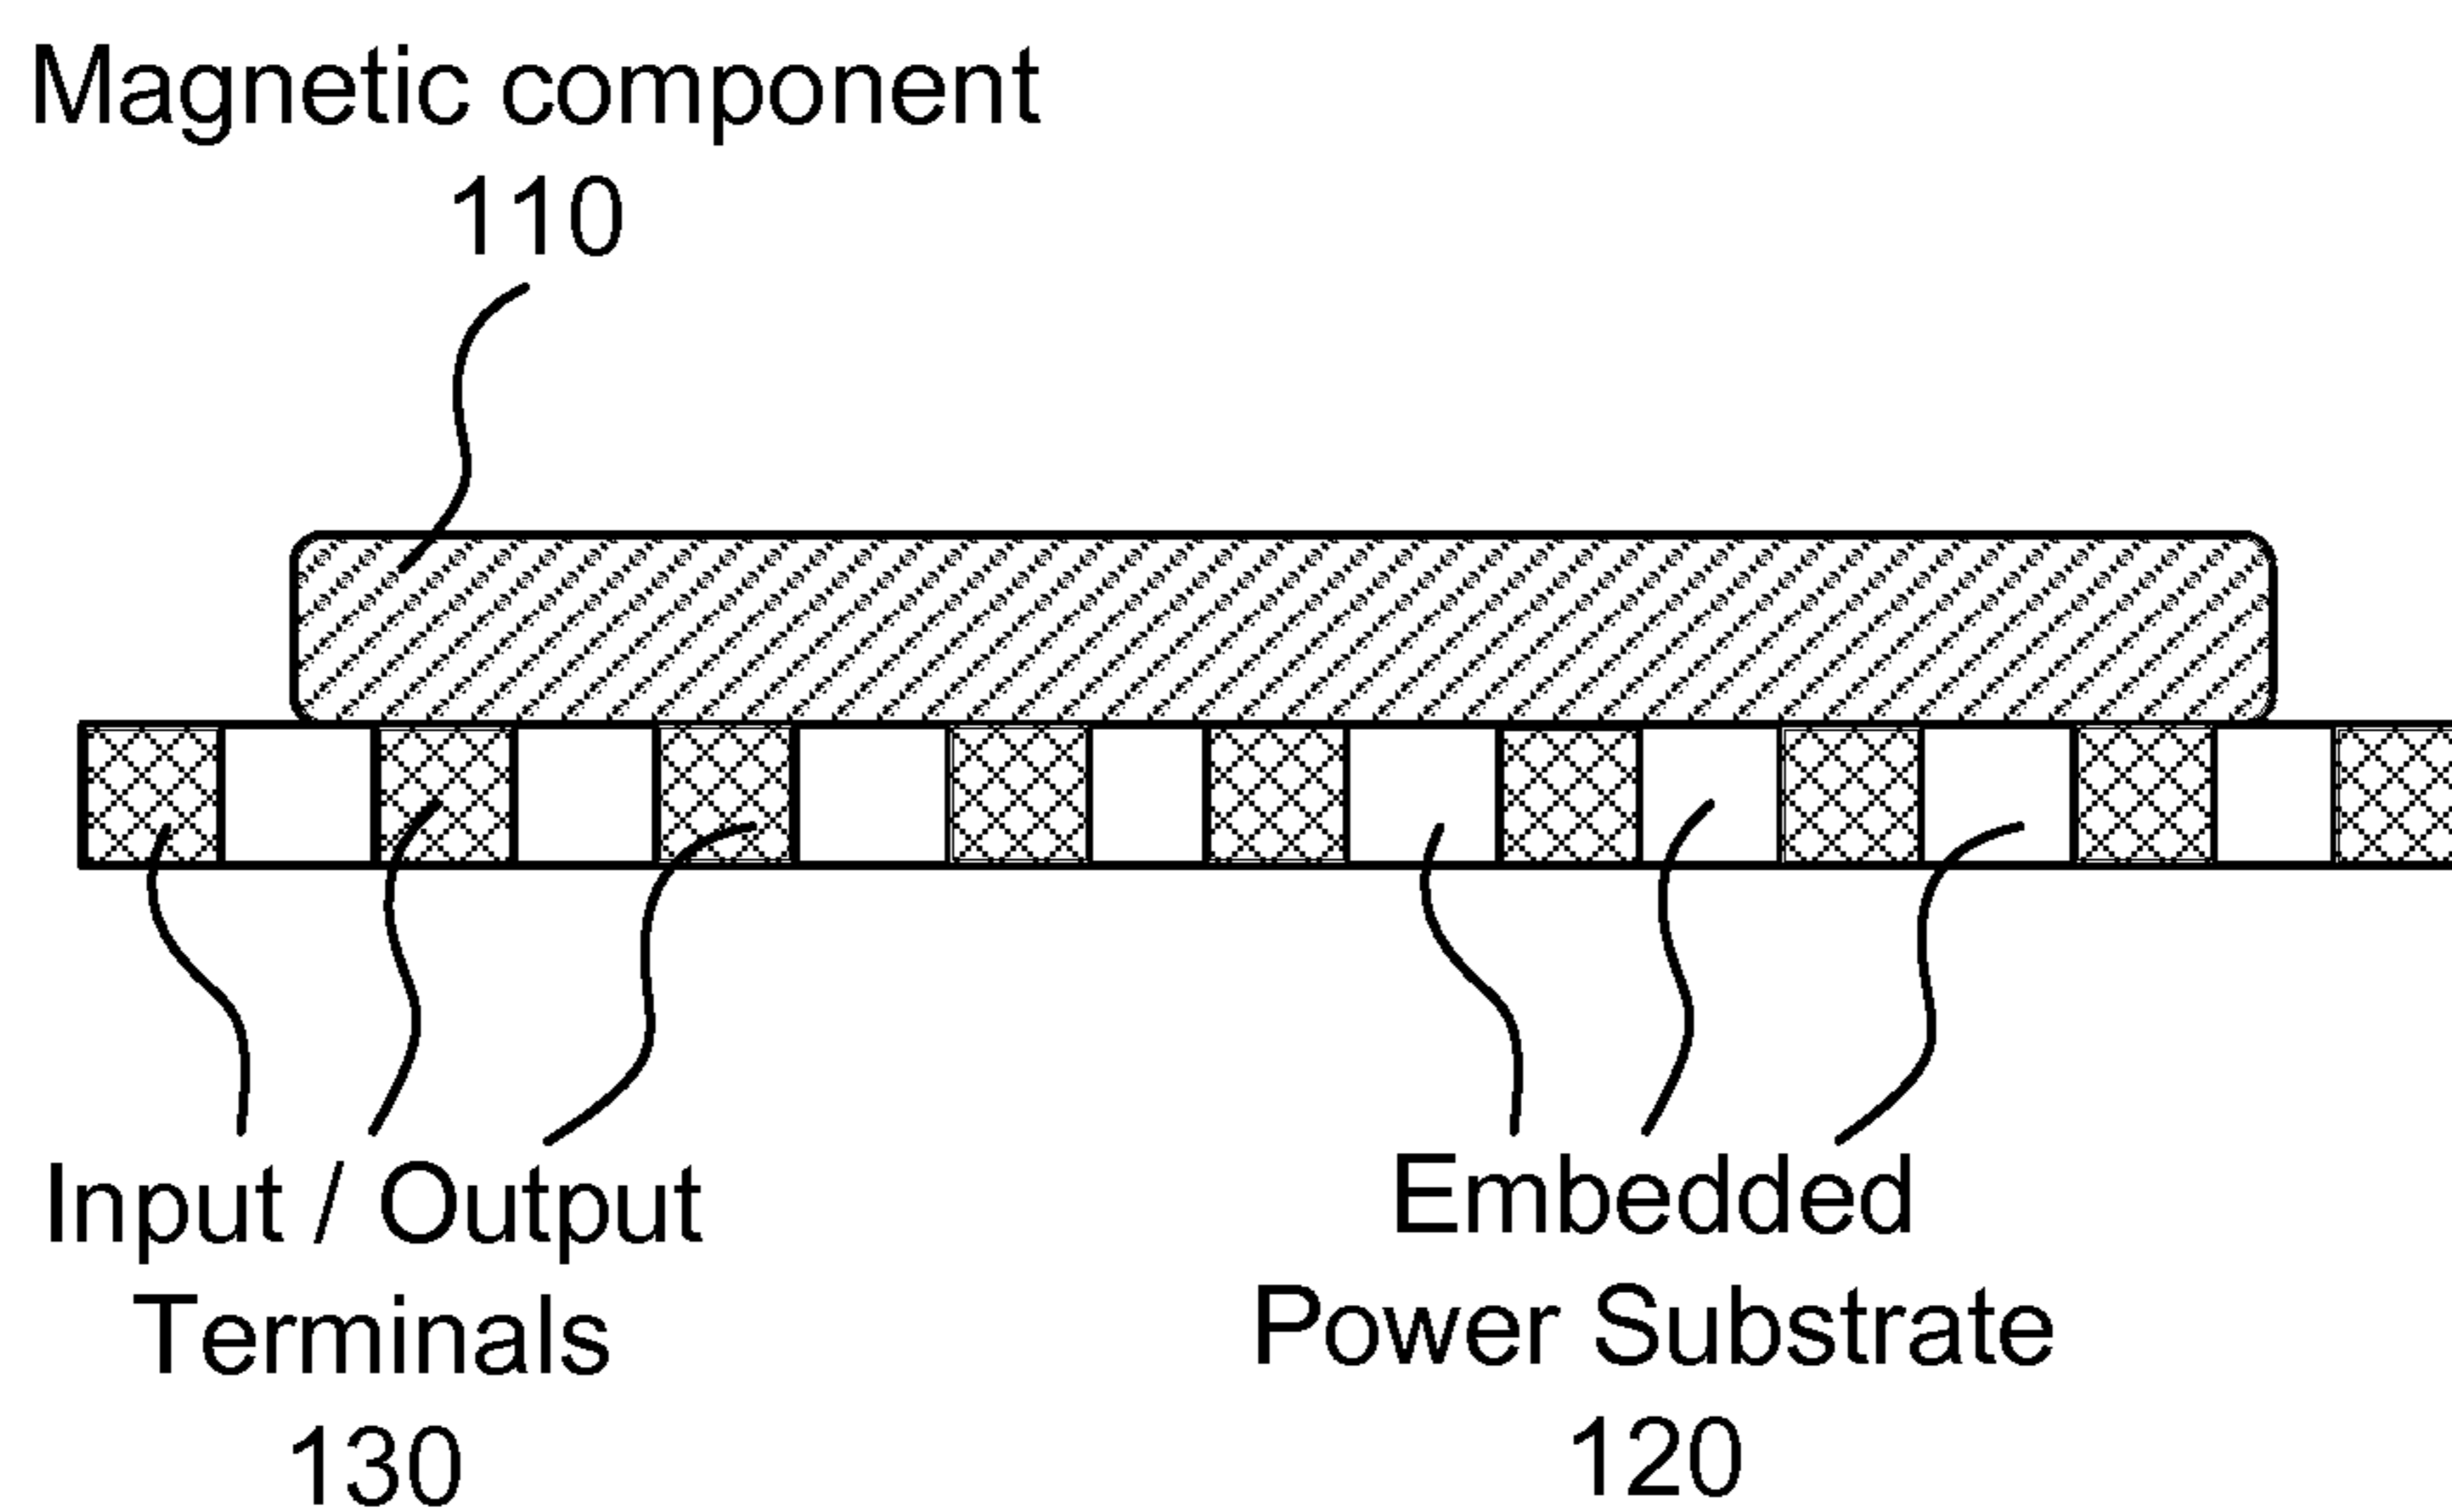 Magnetic component
110
Input / Output
Terminals
130
Embedded
Power Substrate
120